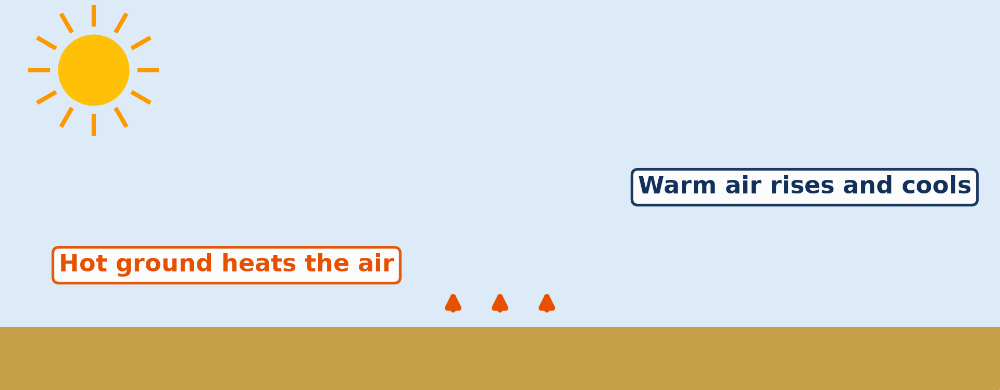 Warm air rises and cools
Hot ground heats the air